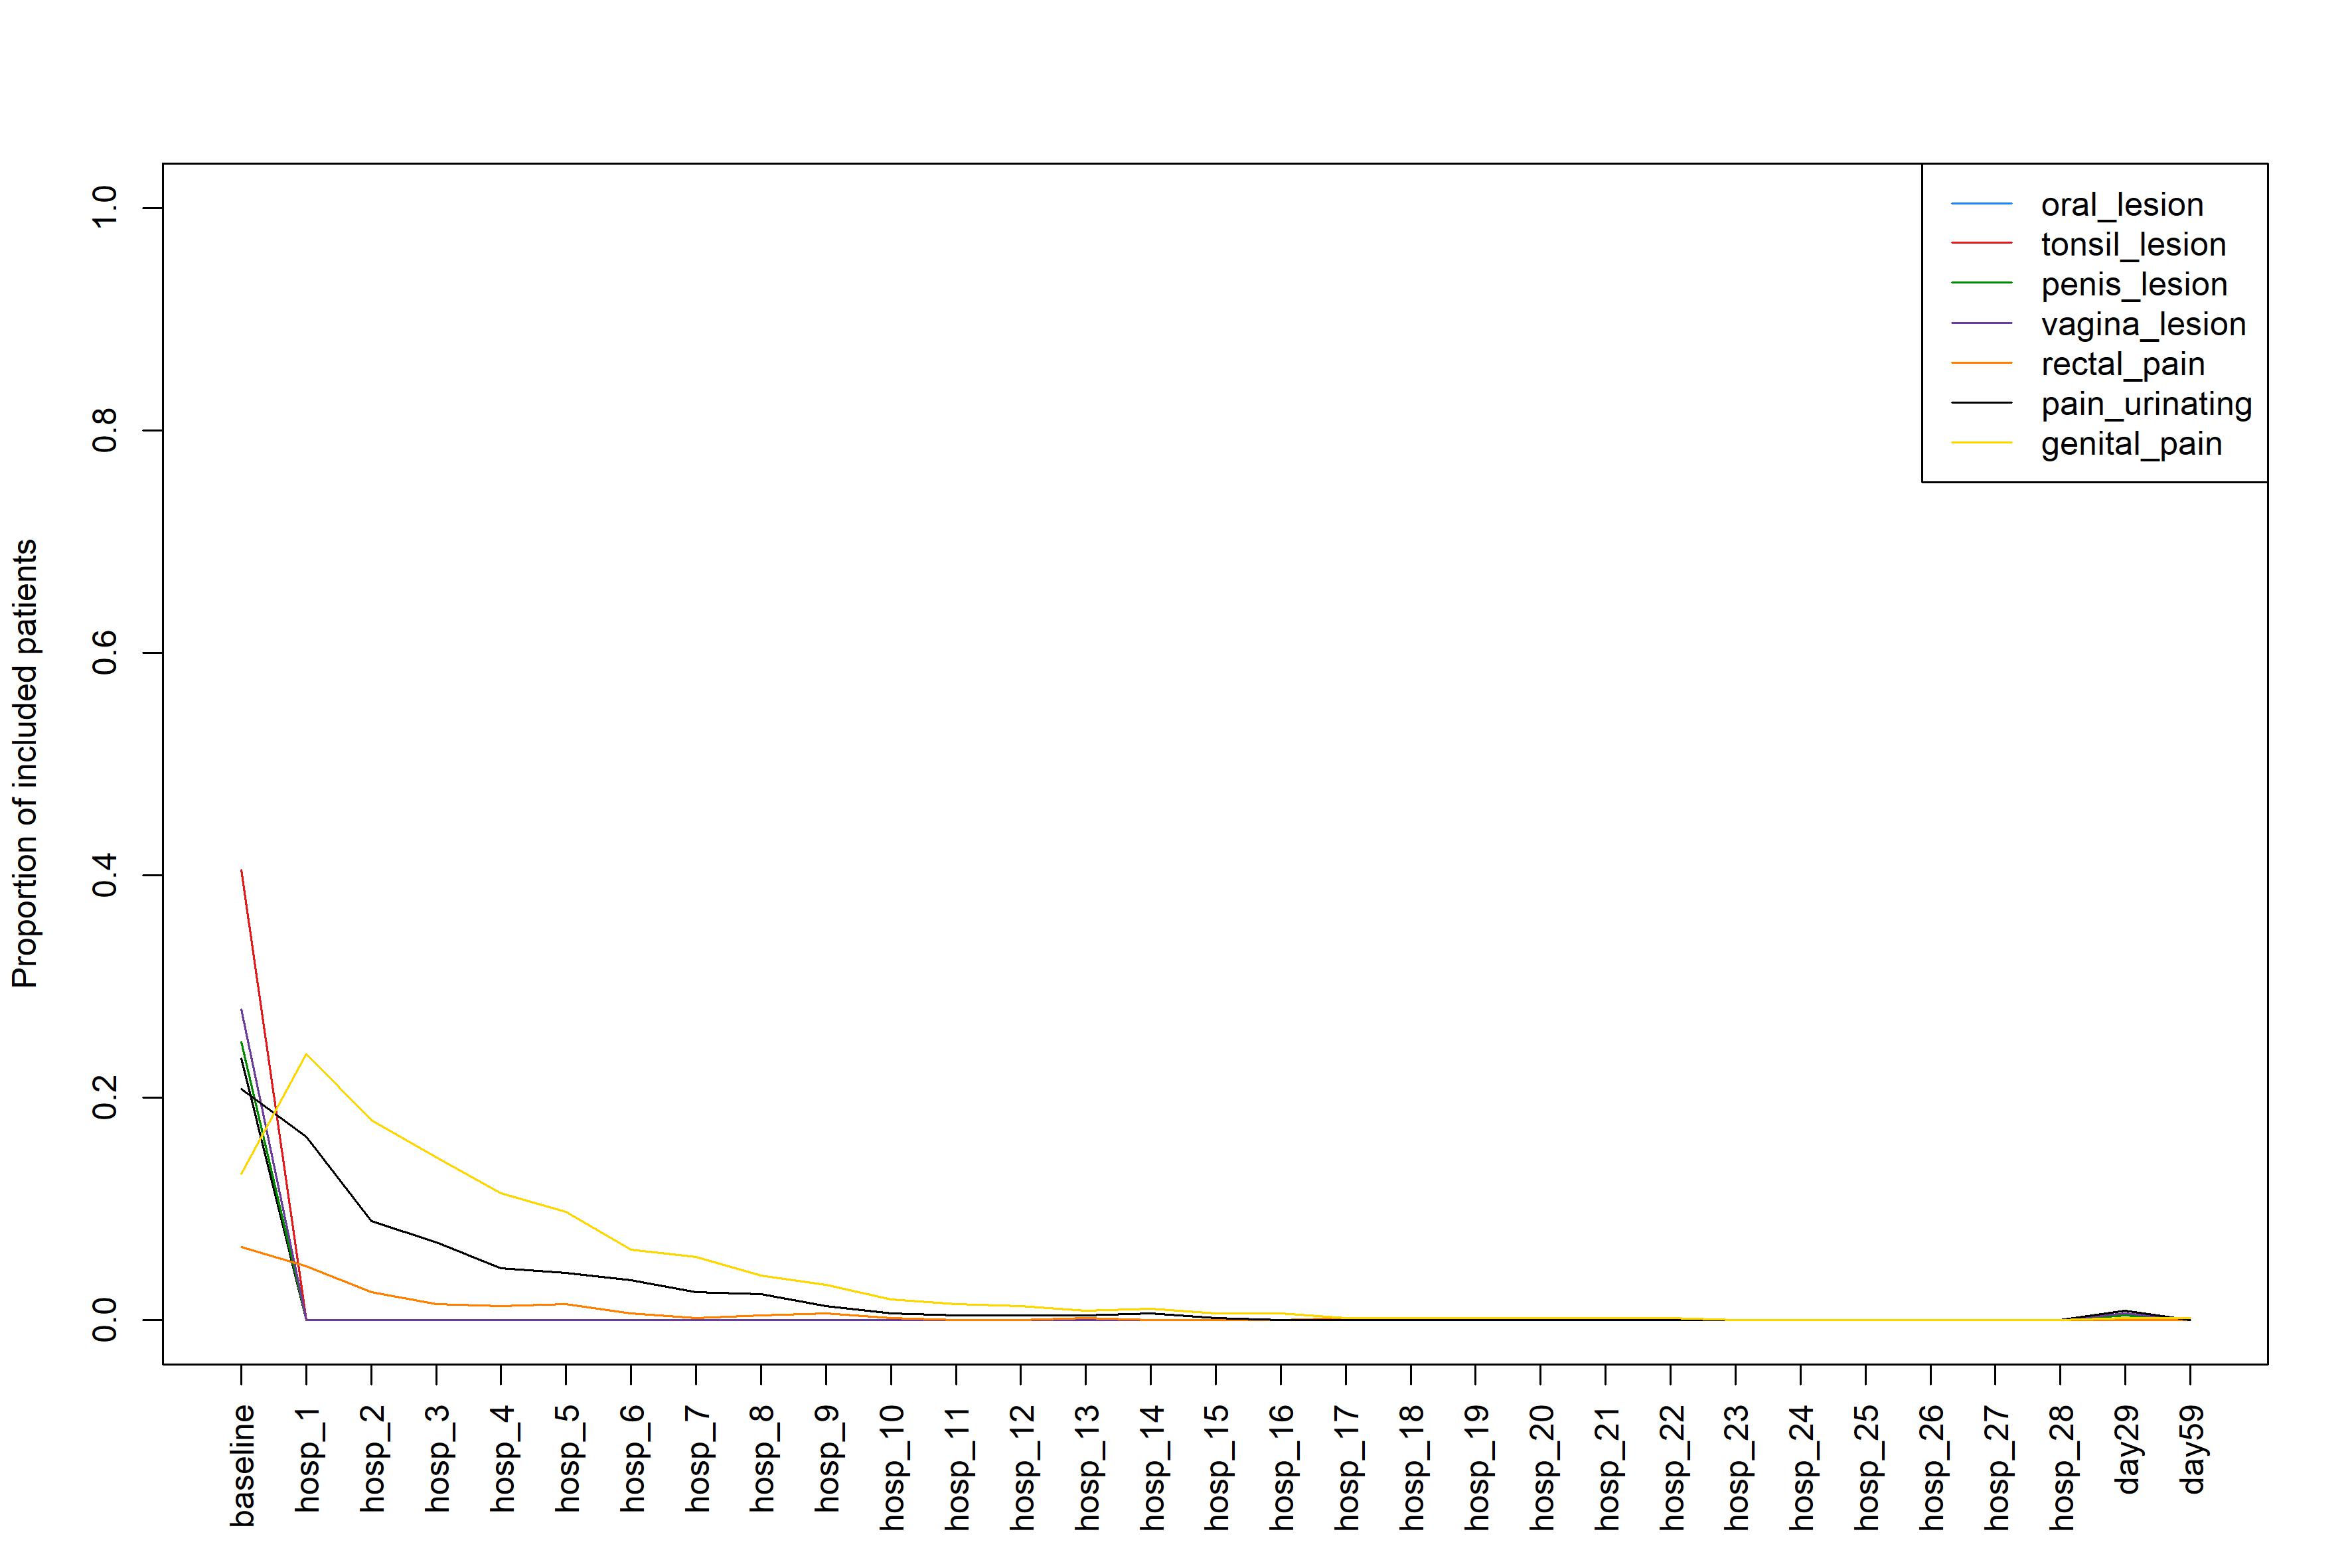 oral_lesion
tonsil_lesion
penis_lesion
vagina_lesion
rectal_pain
pain_urinating
genital_pain
Proportion of included patients
1.0
0.8
0.6
0.4
0.2
0.0
baseline
hosp_1
hosp_2
hosp_3
hosp_4
hosp_5
hosp_6
hosp_7
hosp_8
hosp_9
hosp_10
hosp_11
hosp_12
hosp_13
hosp_14
hosp_15
hosp_16
hosp_17
hosp_18
hosp_19
hosp_20
hosp_21
hosp_22
hosp_23
hosp_24
hosp_25
hosp_26
hosp_27
hosp_28
day29
day59